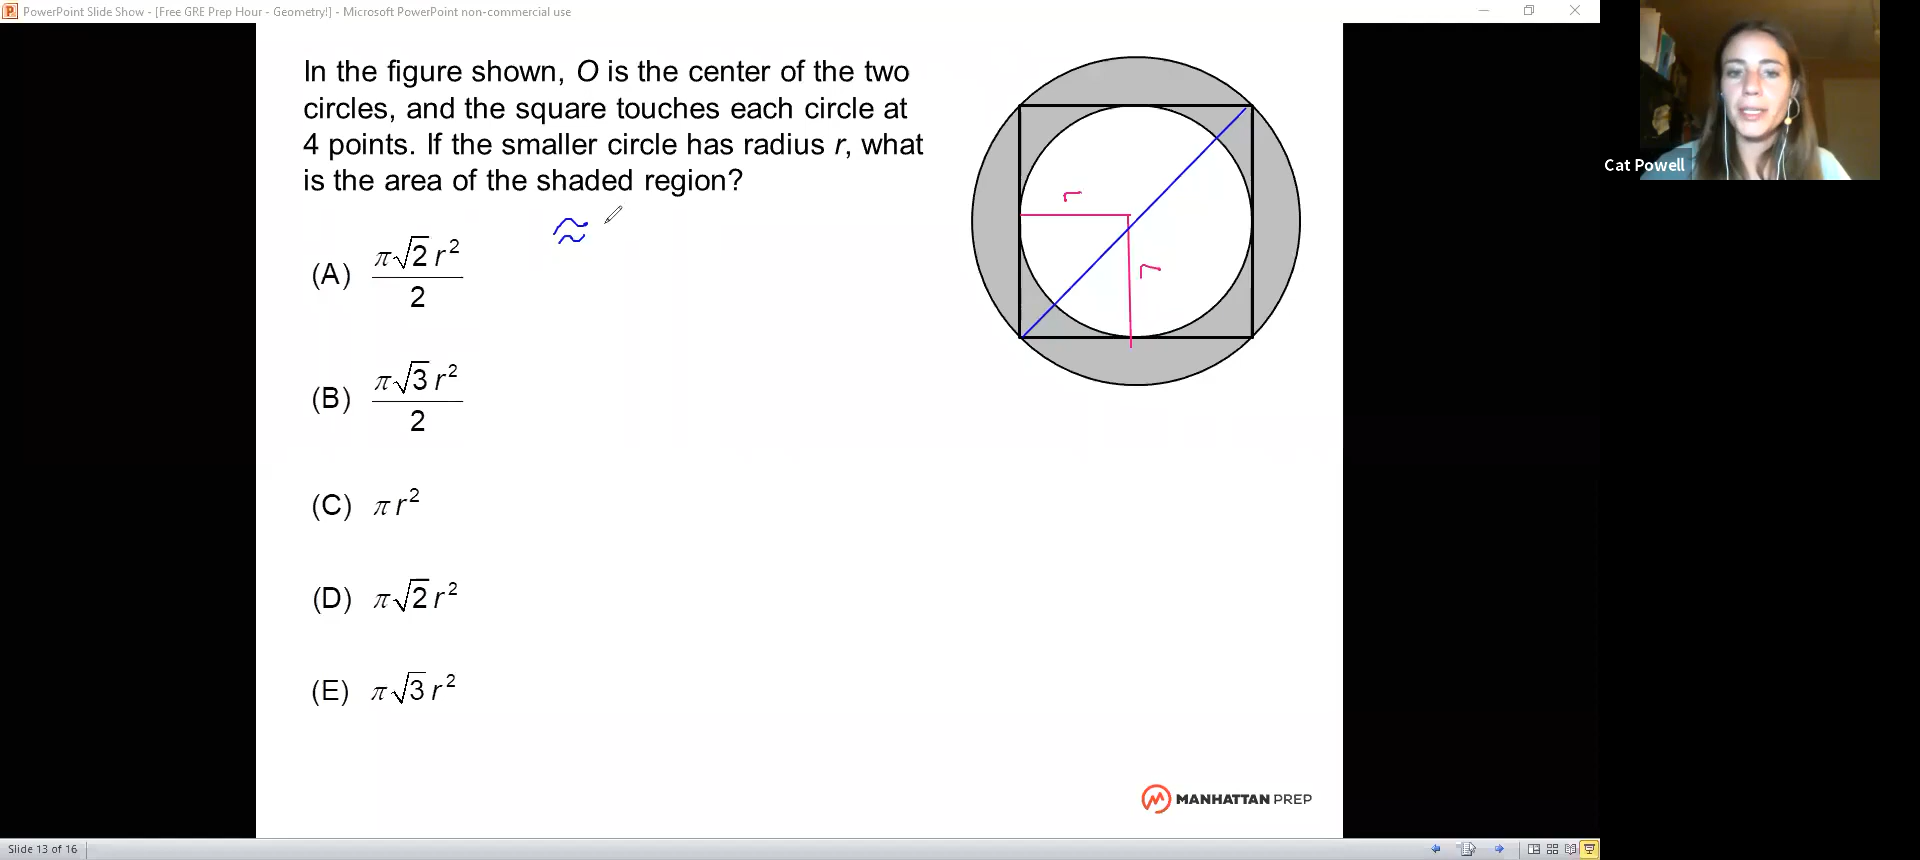 PowerPoint Slide Show - [Free GRE Prep Hour - Geometry!] - Microsoft PowerPoint non-commercial use
In the figure shown, O is the center of the two
circles, and the square touches each circle at
4 points. If the smaller circle has radius r, what
is the area of the shaded region?
≈
(A) π√2 r² / 2
(B) π√3 r² / 2
(C) π r²
(D) π√2 r²
(E) π√3 r²
r
r
MANHATTAN PREP
Cat Powell
Slide 13 of 16